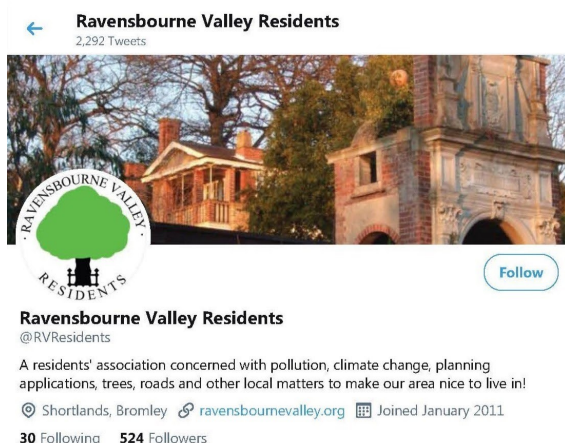 Ravensbourne Valley Residents
2,292 Tweets
RAVENSBOURNE VALLEY
RESIDENTS
Follow
Ravensbourne Valley Residents
@RVResidents
A residents' association concerned with pollution, climate change, planning
applications, trees, roads and other local matters to make our area nice to live in!
Shortlands, Bromley ravensbournevalley.org Joined January 2011
30 Following 524 Followers